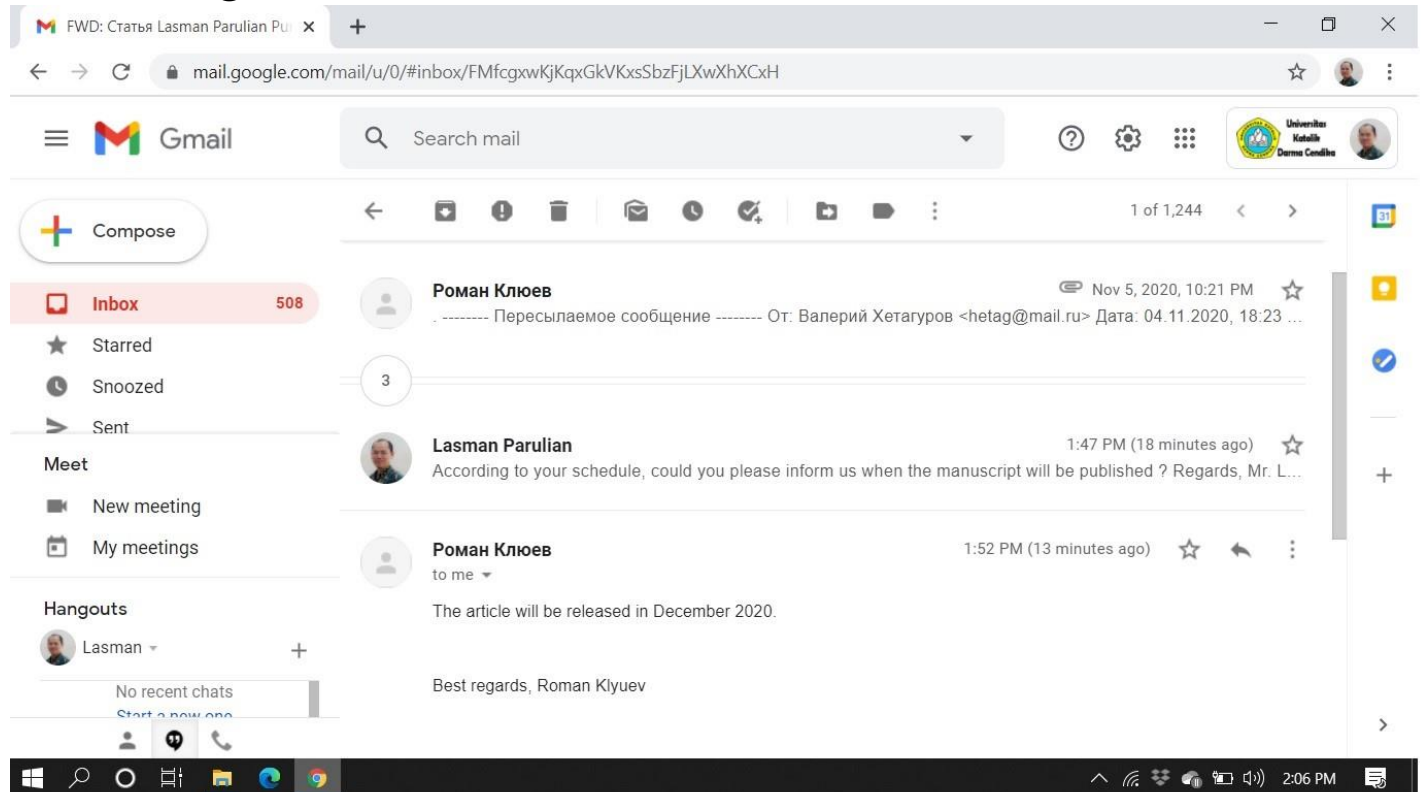 FWD: Статья Lasman Parulian Pu
mail.google.com/mail/u/0/#inbox/FMfcgxwKjKqxGkVKxsSbzFjLXwXhXCxH
Gmail
Search mail
Universitas
Katolik
Darma Cendika
Compose
1 of 1,244
31
Inbox 508
Starred
Snoozed
Sent
Meet
New meeting
My meetings
Hangouts
Lasman
No recent chats
Start a new one
Роман Клюев Nov 5, 2020, 10:21 PM
. -------- Пересылаемое сообщение -------- От: Валерий Хетагуров <hetag@mail.ru> Дата: 04.11.2020, 18:23 ...
3
Lasman Parulian 1:47 PM (18 minutes ago)
According to your schedule, could you please inform us when the manuscript will be published ? Regards, Mr. L...
Роман Клюев 1:52 PM (13 minutes ago)
to me
The article will be released in December 2020.
Best regards, Roman Klyuev
2:06 PM